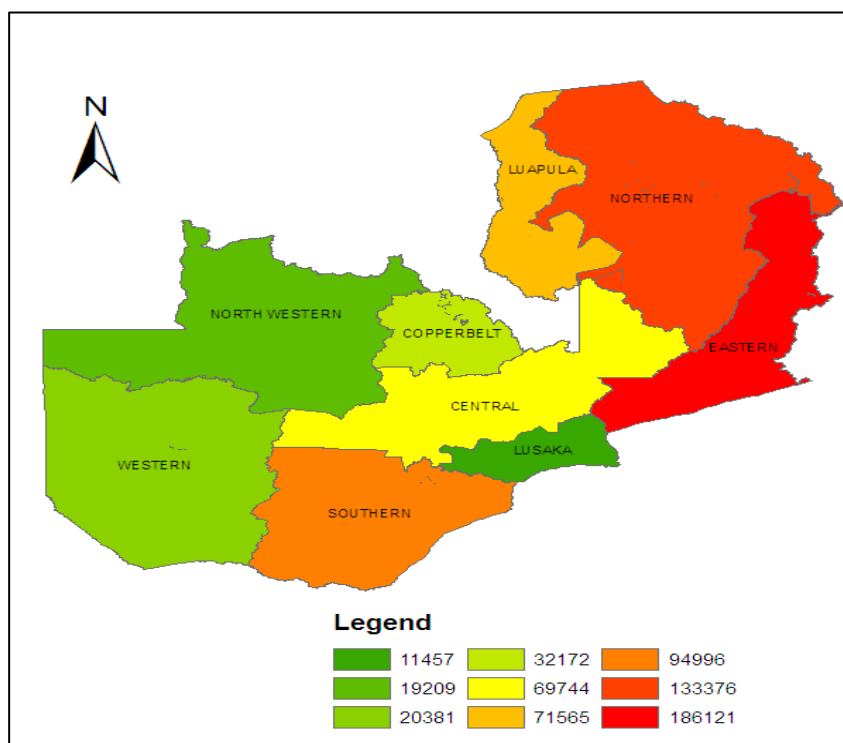 N
LUAPULA
NORTHERN
NORTH WESTERN
COPPERBELT
EASTERN
CENTRAL
LUSAKA
WESTERN
SOUTHERN
Legend
11457 32172 94996
19209 69744 133376
20381 71565 186121